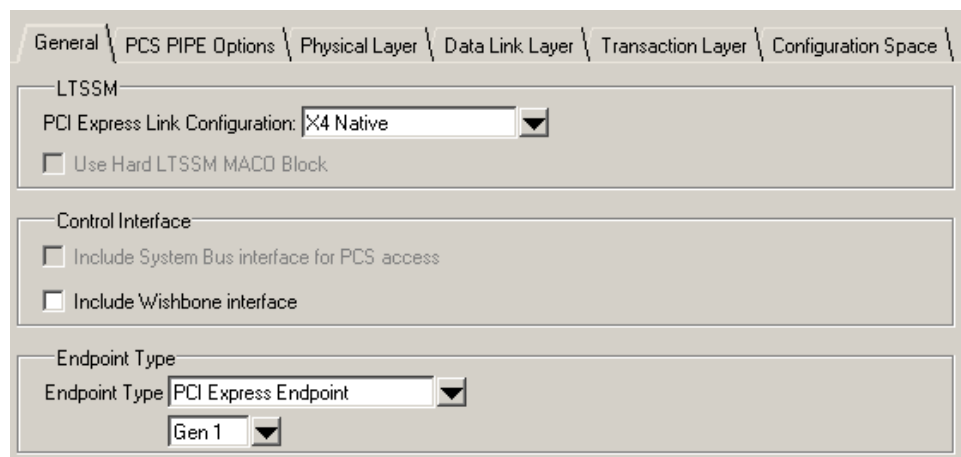 General PCS PIPE Options Physical Layer Data Link Layer Transaction Layer Configuration Space
LTSSM
PCI Express Link Configuration: X4 Native
Use Hard LTSSM MACO Block
Control Interface
Include System Bus interface for PCS access
Include Wishbone interface
Endpoint Type
Endpoint Type PCI Express Endpoint
Gen 1